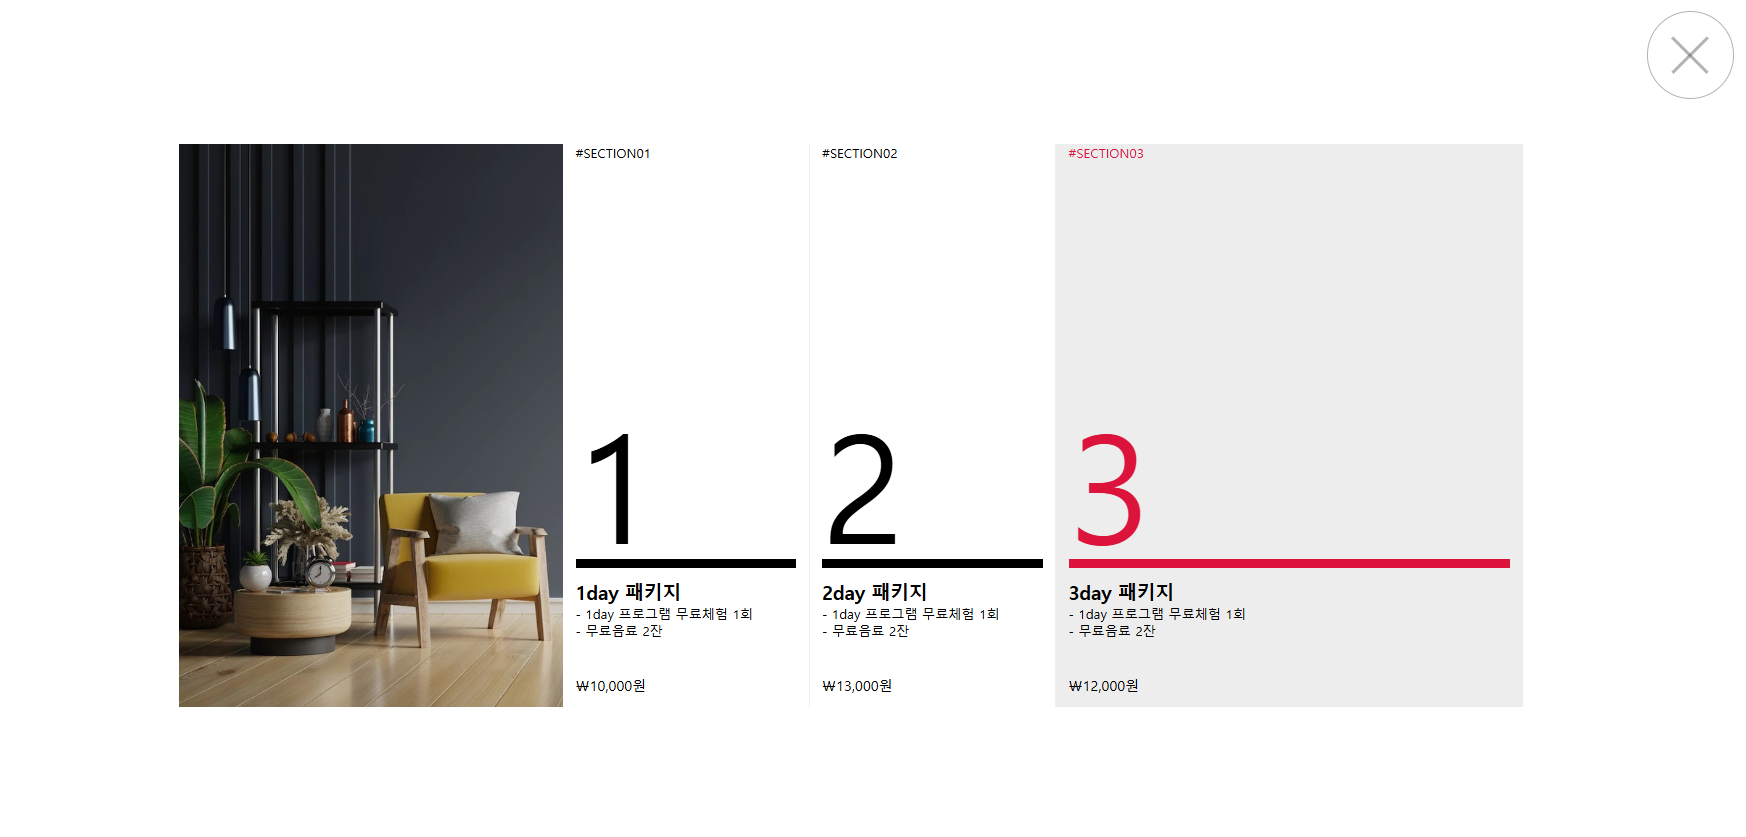 #SECTION01
1
1day 패키지
- 1day 프로그램 무료체험 1회
- 무료음료 2잔
₩10,000원
#SECTION02
2
2day 패키지
- 1day 프로그램 무료체험 1회
- 무료음료 2잔
₩13,000원
#SECTION03
3
3day 패키지
- 1day 프로그램 무료체험 1회
- 무료음료 2잔
₩12,000원